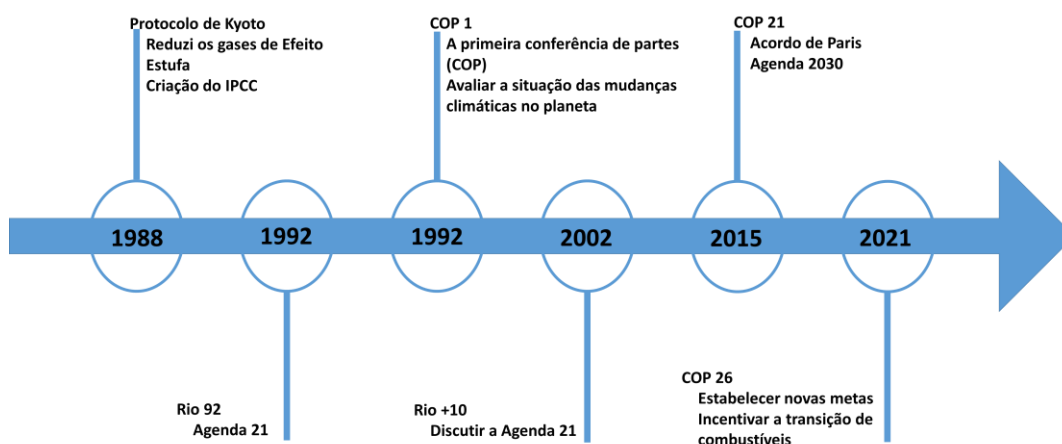 Protocolo de Kyoto
Reduzi os gases de Efeito
Estufa
Criação do IPCC
COP 1
A primeira conferência de partes
(COP)
Avaliar a situação das mudanças
climáticas no planeta
COP 21
Acordo de Paris
Agenda 2030
1988
1992
1992
2002
2015
2021
Rio 92
Agenda 21
Rio +10
Discutir a Agenda 21
COP 26
Estabelecer novas metas
Incentivar a transição de
combustíveis